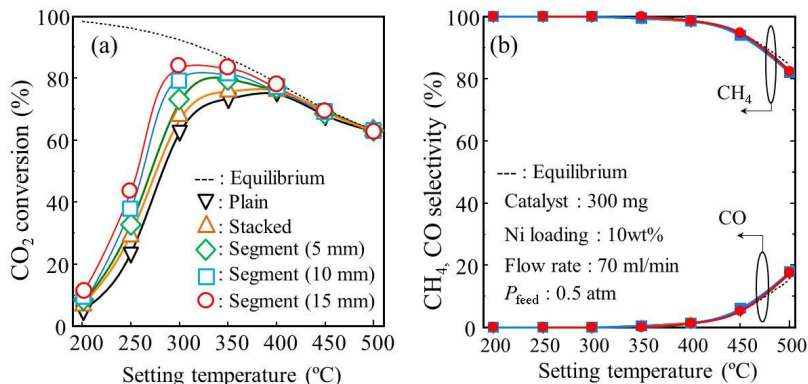 (a)
CO₂ conversion (%)
100
80
60
40
20
0
---: Equilibrium
: Plain
: Stacked
: Segment (5 mm)
: Segment (10 mm)
: Segment (15 mm)
200 250 300 350 400 450 500
Setting temperature (ºC)
(b)
CH₄, CO selectivity (%)
100
80
60
40
20
0
CH₄
---: Equilibrium
Catalyst : 300 mg
CO
Ni loading : 10wt%
Flow rate : 70 ml/min
P_feed : 0.5 atm
200 250 300 350 400 450 500
Setting temperature (ºC)